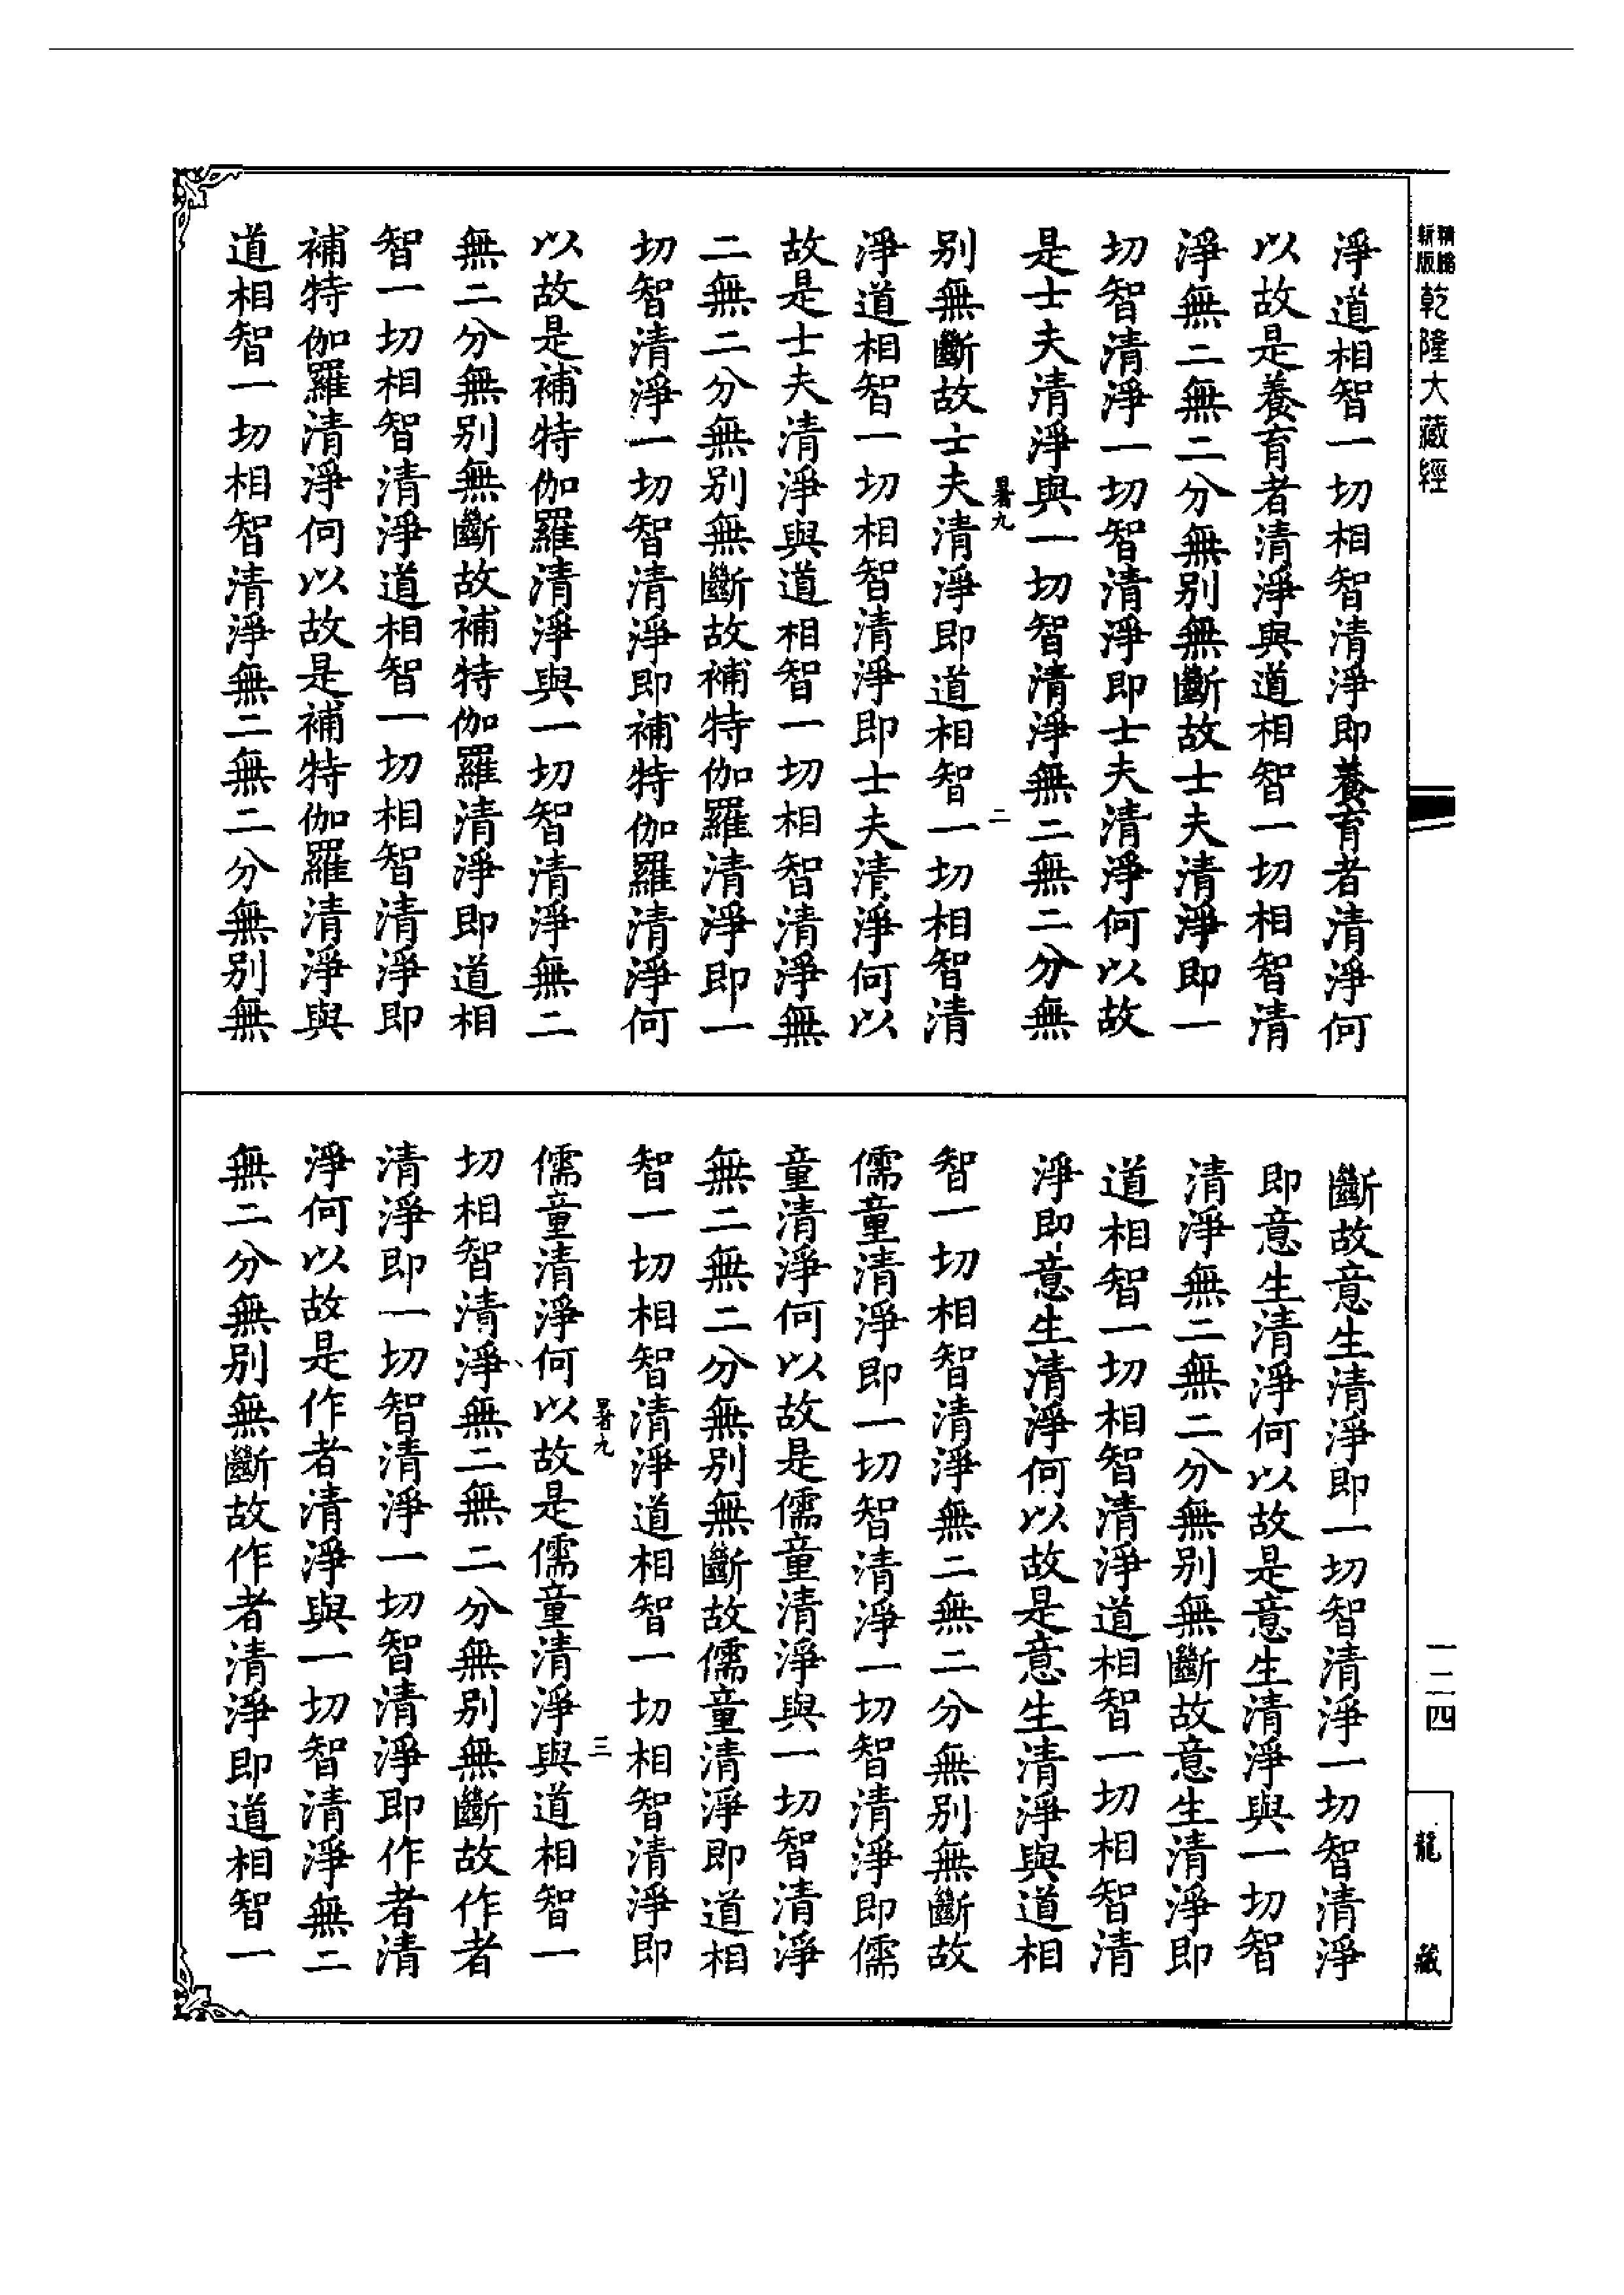 精縮新版乾隆大藏經
一二四
龍藏
淨道相智一切相智清淨即養育者清淨何
以故是養育者清淨與道相智一切相智清
淨無二無二分無別無斷故士夫清淨即一
切智清淨一切智清淨即士夫清淨何以故
是士夫清淨與一切智清淨無二無二分無
暑九
二
別無斷故士夫清淨即道相智一切相智清
淨道相智一切相智清淨即士夫清淨何以
故是士夫清淨與道相智一切相智清淨無
二無二分無別無斷故補特伽羅清淨即一
切智清淨一切智清淨即補特伽羅清淨何
以故是補特伽羅清淨與一切智清淨無二
無二分無別無斷故補特伽羅清淨即道相
智一切相智清淨道相智一切相智清淨即
補特伽羅清淨何以故是補特伽羅清淨與
道相智一切相智清淨無二無二分無別無
斷故意生清淨即一切智清淨一切智清淨
即意生清淨何以故是意生清淨與一切智
清淨無二無二分無別無斷故意生清淨即
道相智一切相智清淨道相智一切相智清
淨即意生清淨何以故是意生清淨與道相
智一切相智清淨無二無二分無別無斷故
儒童清淨即一切智清淨一切智清淨即儒
童清淨何以故是儒童清淨與一切智清淨
無二無二分無別無斷故儒童清淨即道相
智一切相智清淨道相智一切相智清淨即
暑九
三
儒童清淨何以故是儒童清淨與道相智一
切相智清淨無二無二分無別無斷故作者
清淨即一切智清淨一切智清淨即作者清
淨何以故是作者清淨與一切智清淨無二
無二分無別無斷故作者清淨即道相智一